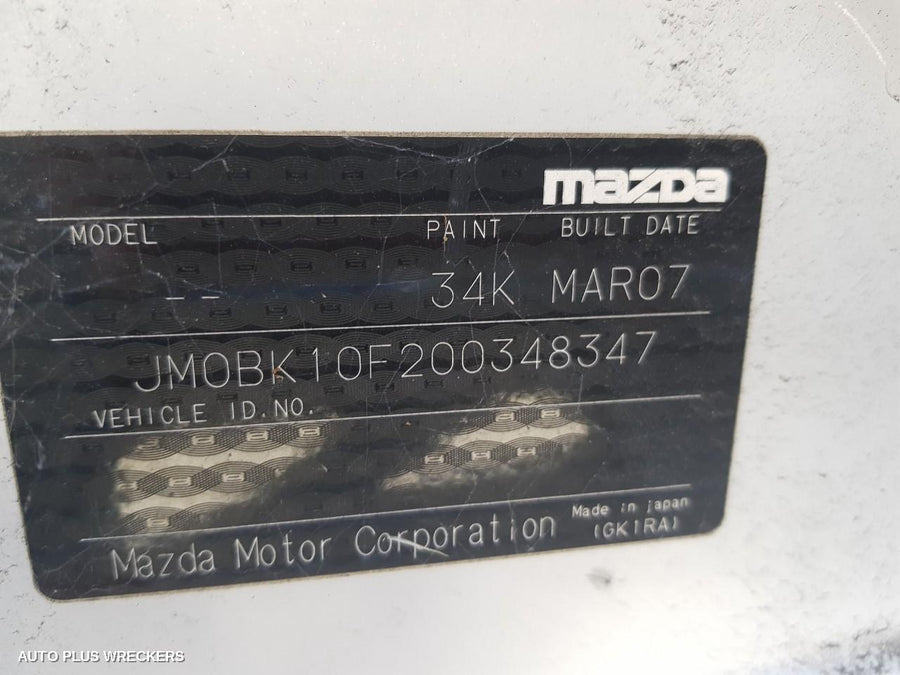 mazda
MODEL PAINT BUILT DATE
-- 34K MAR07
JM0BK10F200348347
VEHICLE ID.NO.
Mazda Motor Corporation
Made in japan
(GK1RA)
AUTO PLUS WRECKERS